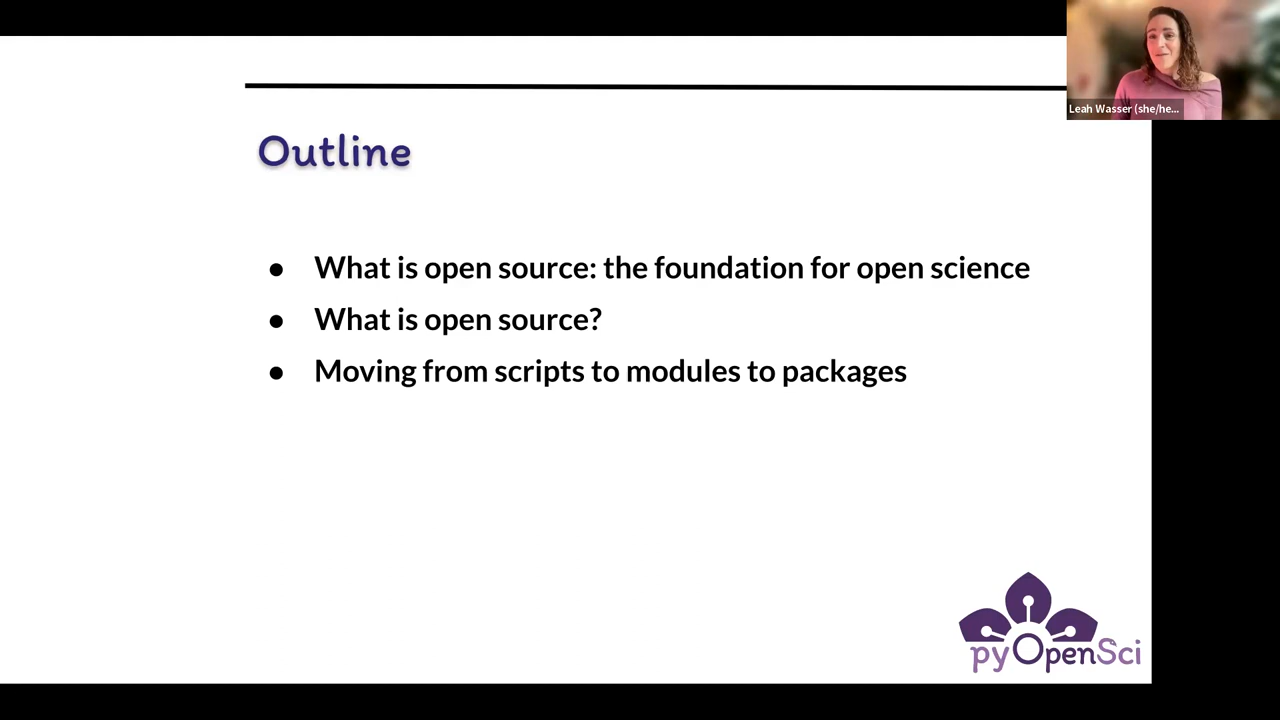 Leah Wasser (she/he...
Outline
● What is open source: the foundation for open science
● What is open source?
● Moving from scripts to modules to packages
pyOpenSci